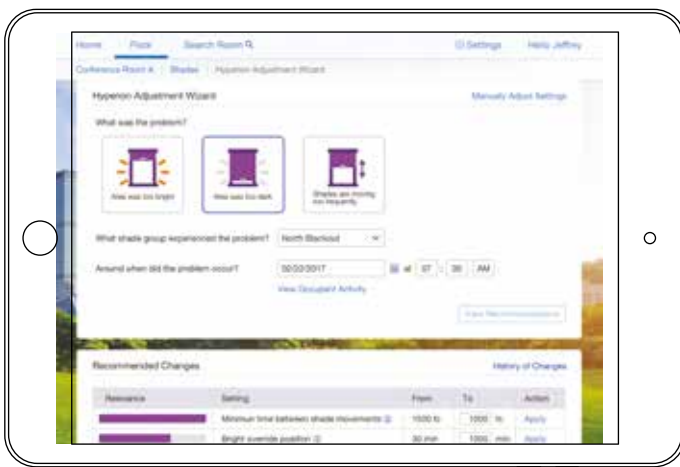 Home Floor Search Room Settings Hello Jeffrey
Conference Room A Shades Hyperion Adjustment Wizard
Hyperion Adjustment Wizard Manually Adjust Settings
What was the problem?
Area was too bright Area was too dark Shades are moving too frequently
What shade group experienced the problem? North Blackout
Around when did the problem occur? 02/22/2017 at 07 : 30 AM
View Occupant Activity
View Recommendations
Recommended Changes History of Changes
Relevance Setting From To Action
Minimum time between shade movements 1000 fc 1000 fc Apply
Bright override position 30 min 1000 min Apply